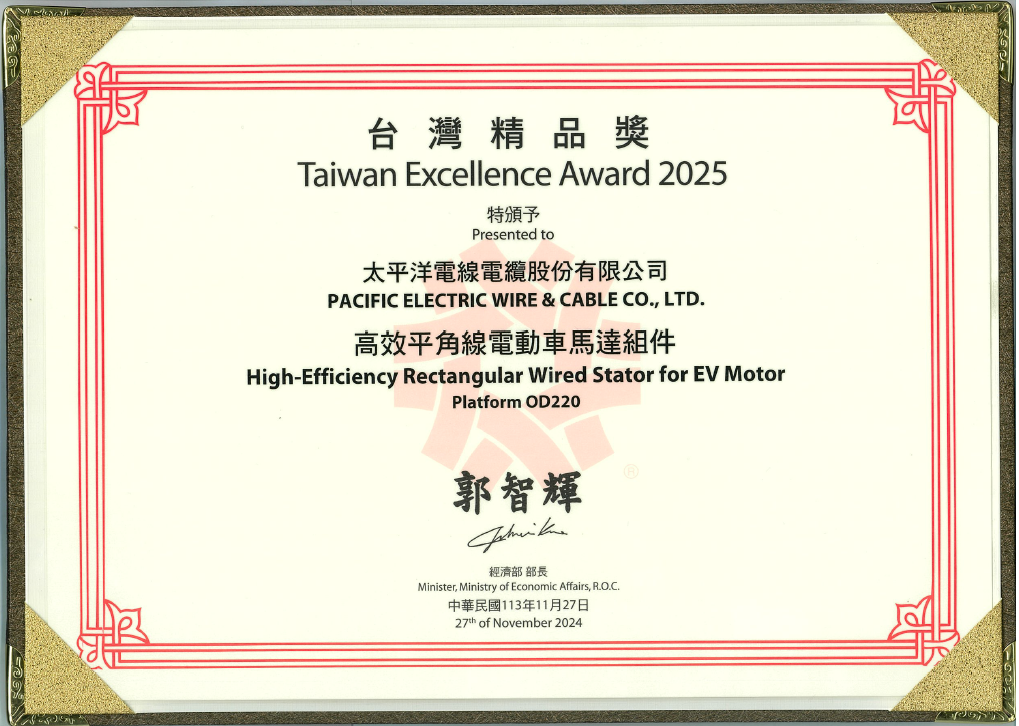 台灣精品獎
Taiwan Excellence Award 2025
特頒予
Presented to
太平洋電線電纜股份有限公司
PACIFIC ELECTRIC WIRE & CABLE CO., LTD.
高效平角線電動車馬達組件
High-Efficiency Rectangular Wired Stator for EV Motor
Platform OD220
®
郭智輝
經濟部 部長
Minister, Ministry of Economic Affairs, R.O.C.
中華民國113年11月27日
27th of November 2024